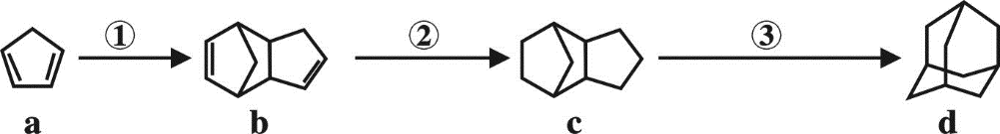 ① ② ③
a b c d